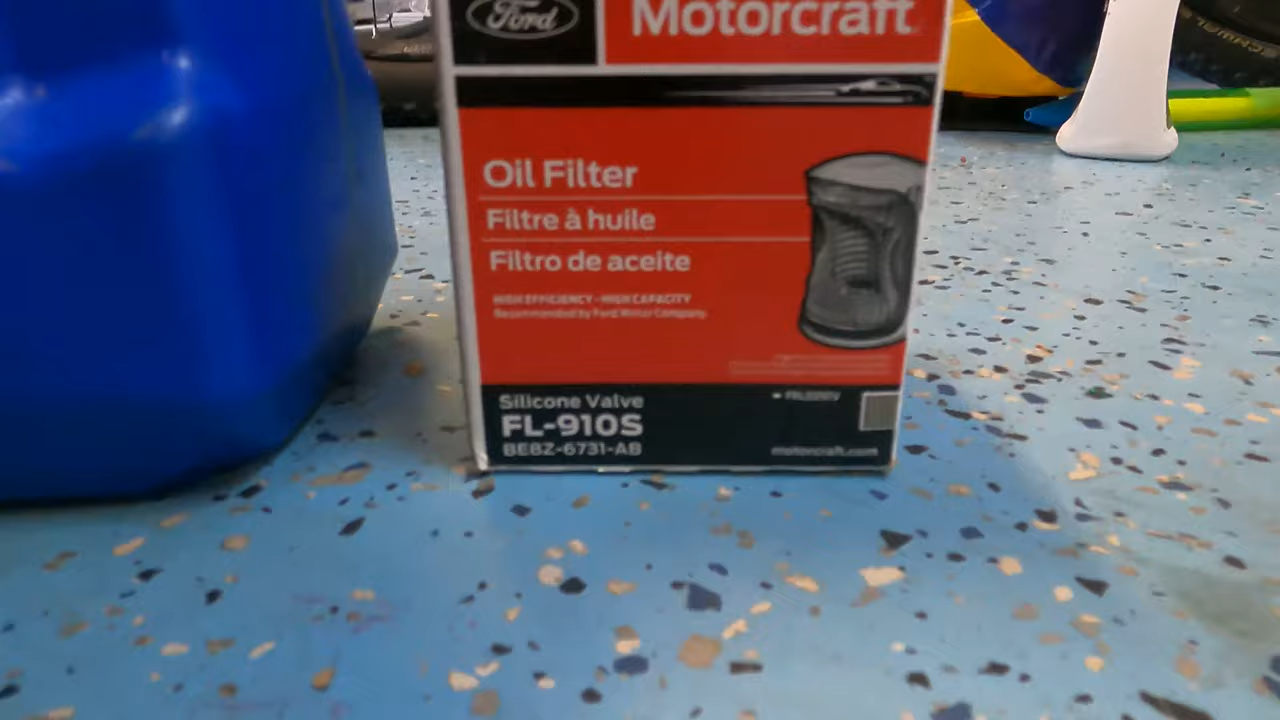 Ford
Motorcraft
Oil Filter
Filtre à huile
Filtro de aceite
HIGH EFFICIENCY - HIGH CAPACITY
Recommended by Ford Motor Company
Silicone Valve
FL-910S
BE8Z-6731-AB
motorcraft.com